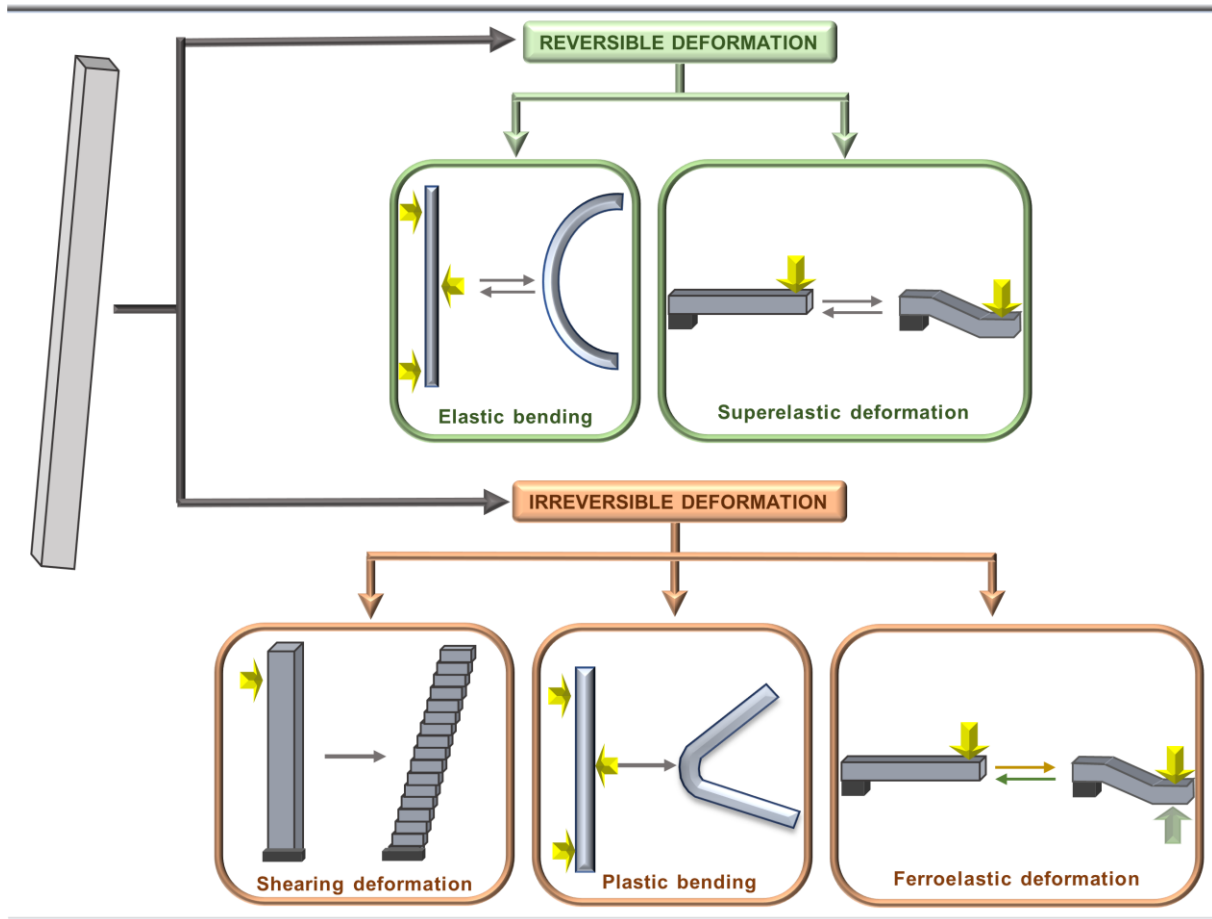 REVERSIBLE DEFORMATION
Elastic bending
Superelastic deformation
IRREVERSIBLE DEFORMATION
Shearing deformation
Plastic bending
Ferroelastic deformation